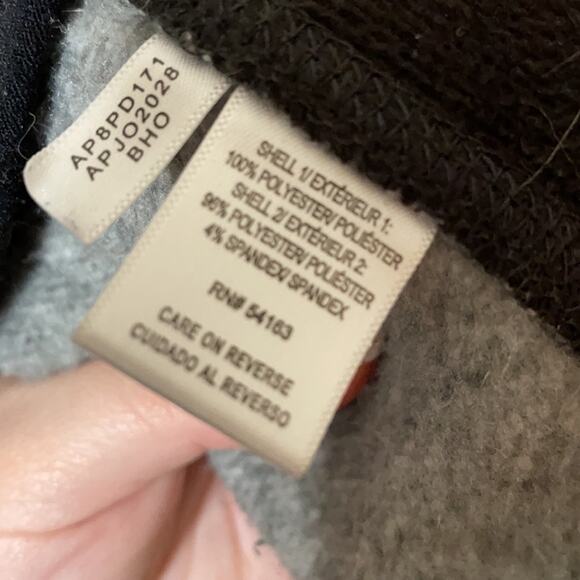 AP8PD171
APJO2028
BHO
SHELL 1/ EXTÉRIEUR 1:
100% POLYESTER/ POLIÉSTER
SHELL 2/ EXTÉRIEUR 2:
96% POLYESTER/ POLIÉSTER
4% SPANDEX/ SPANDEX
RN# 54163
CARE ON REVERSE
CUIDADO AL REVERSO